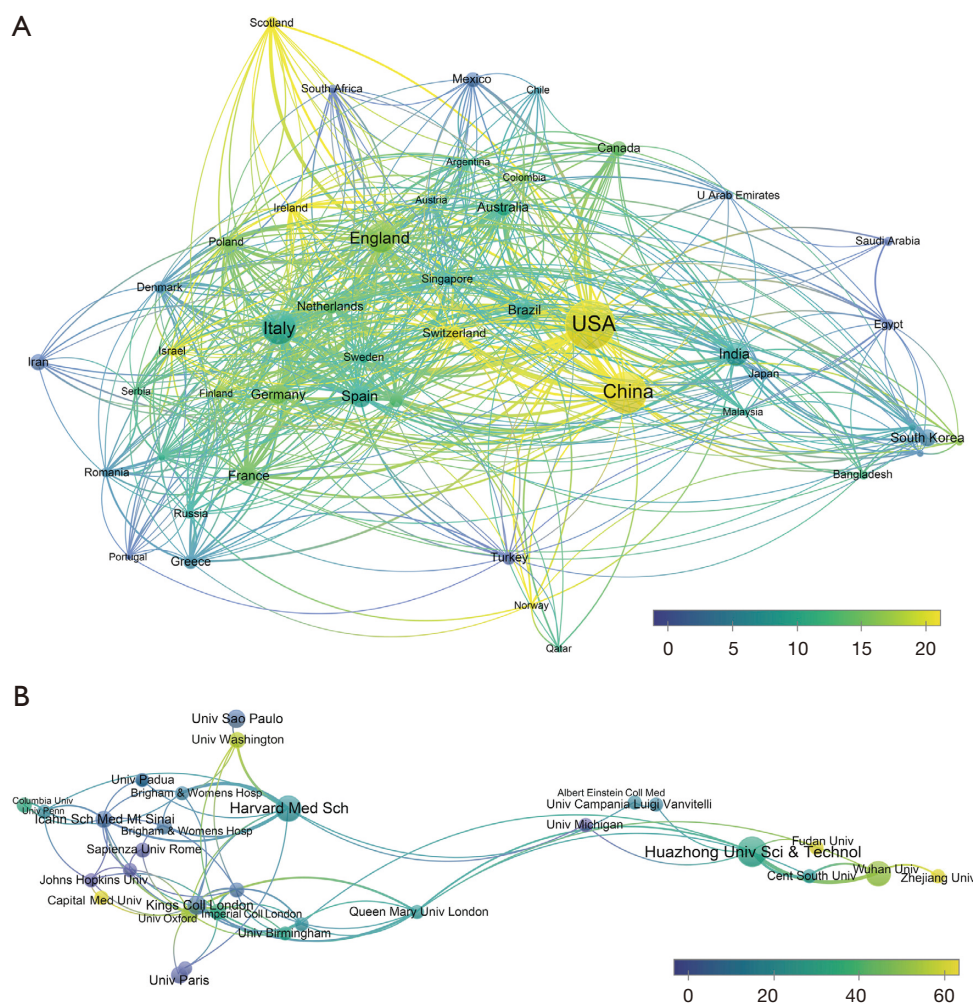 A
Scotland
South Africa
Mexico
Chile
Canada
Argentina
Colombia
U Arab Emirates
Austria
Ireland
Australia
England
Poland
Saudi Arabia
Singapore
Denmark
Netherlands
Brazil
USA
Egypt
Italy
Switzerland
Israel
Iran
Sweden
India
Japan
Serbia
Finland
Germany
Spain
China
Malaysia
South Korea
Romania
France
Bangladesh
Russia
Portugal
Greece
Turkey
Norway
Qatar
0 5 10 15 20
B
Univ Sao Paulo
Univ Washington
Univ Padua
Brigham & Womens Hosp
Columbia Univ
Univ Penn
Harvard Med Sch
Albert Einstein Coll Med
Univ Campania Luigi Vanvitelli
Icahn Sch Med Mt Sinai
Brigham & Womens Hosp
Univ Michigan
Sapienza Univ Rome
Fudan Univ
Huazhong Univ Sci & Technol
Johns Hopkins Univ
Cent South Univ
Wuhan Univ
Zhejiang Univ
Capital Med Univ
Kings Coll London
Univ Oxford
Imperial Coll London
Queen Mary Univ London
Univ Birmingham
Univ Paris
0 20 40 60